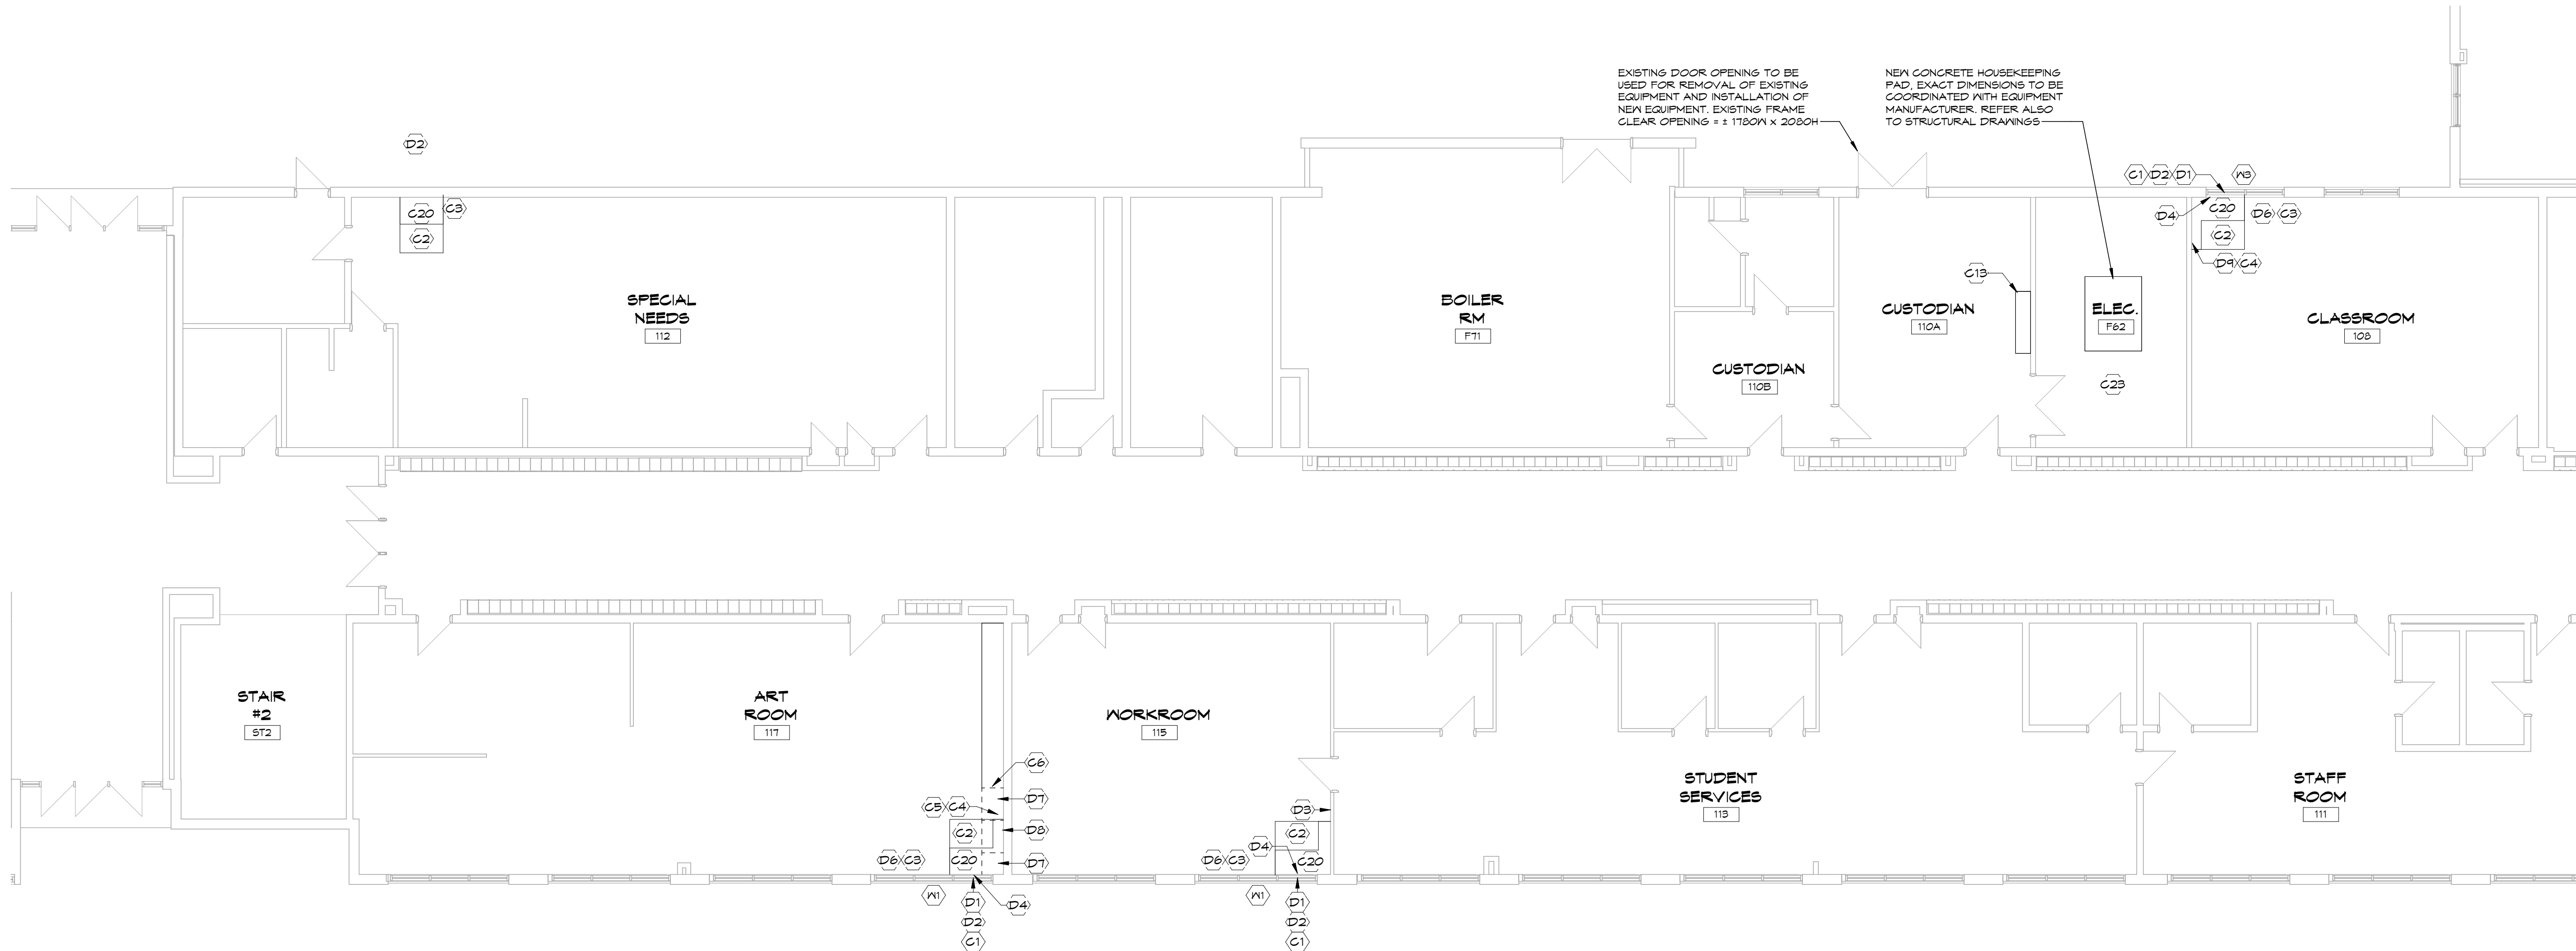 EXISTING DOOR OPENING TO BE
USED FOR REMOVAL OF EXISTING
EQUIPMENT AND INSTALLATION OF
NEW EQUIPMENT. EXISTING FRAME
CLEAR OPENING = ± 1780W x 2080H
NEW CONCRETE HOUSEKEEPING
PAD, EXACT DIMENSIONS TO BE
COORDINATED WITH EQUIPMENT
MANUFACTURER. REFER ALSO
TO STRUCTURAL DRAWINGS
D2
C1 D2 D1
W3
C20
C3
C2
D4
C20
D6 C3
C2
D9 C4
C13
SPECIAL
NEEDS
112
BOILER
RM
F71
CUSTODIAN
110A
ELEC.
F62
CLASSROOM
108
CUSTODIAN
110B
C23
STAIR
#2
ST2
ART
ROOM
117
WORKROOM
115
STUDENT
SERVICES
113
STAFF
ROOM
111
C6
D7
C5 C4
C2
D8
D6 C3
C20
D7
W1
D1
D2
C1
D4
D3
C2
D4
D6 C3
C20
W1
D1
D2
C1